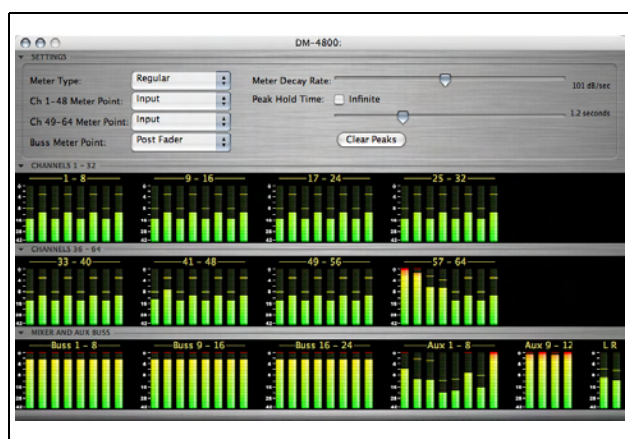 DM-4800:
SETTINGS
Meter Type: Regular Meter Decay Rate: 101 dB/sec
Ch 1-48 Meter Point: Input Peak Hold Time: Infinite
Ch 49-64 Meter Point: Input 1.2 seconds
Buss Meter Point: Post Fader Clear Peaks
CHANNELS 1 - 32
1 - 8 9 - 16 17 - 24 25 - 32
CHANNELS 36 - 64
33 - 40 41 - 48 49 - 56 57 - 64
MIXER AND AUX BUSS
Buss 1 - 8 Buss 9 - 16 Buss 16 - 24 Aux 1 - 8 Aux 9 - 12 L R